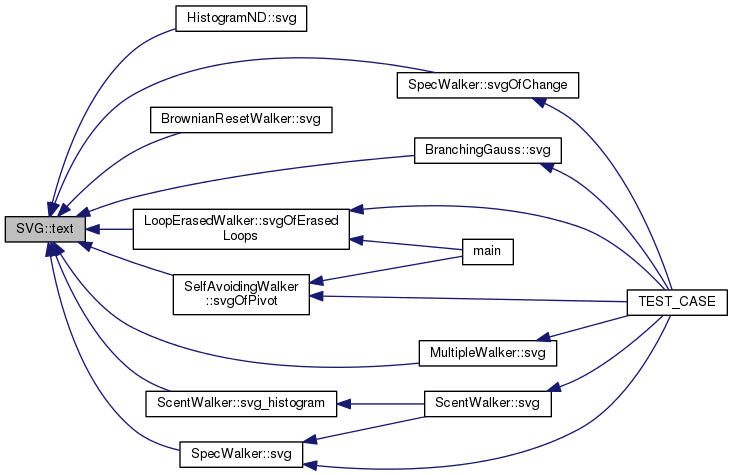 HistogramND::svg
SpecWalker::svgOfChange
BrownianResetWalker::svg
BranchingGauss::svg
SVG::text
LoopErasedWalker::svgOfErased
Loops
main
SelfAvoidingWalker
::svgOfPivot
TEST_CASE
MultipleWalker::svg
ScentWalker::svg_histogram
ScentWalker::svg
SpecWalker::svg